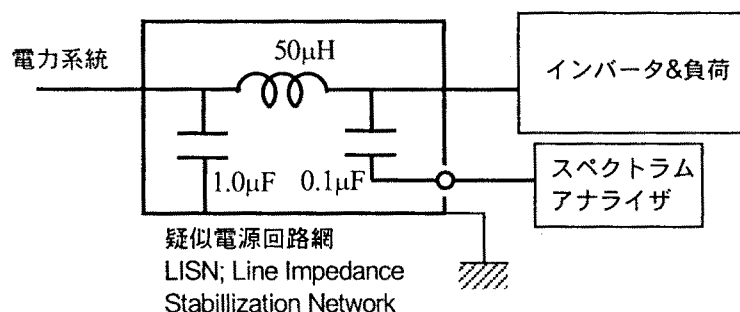 電力系統
50μH
インバータ&負荷
1.0μF
0.1μF
スペクトラム
アナライザ
疑似電源回路網
LISN; Line Impedance
Stabillization Network